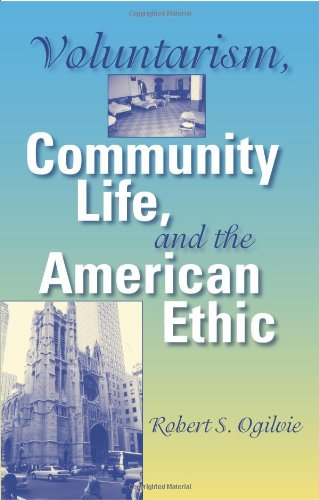 Voluntarism,
Community
Life,
and the
American
Ethic
Robert S. Ogilvie